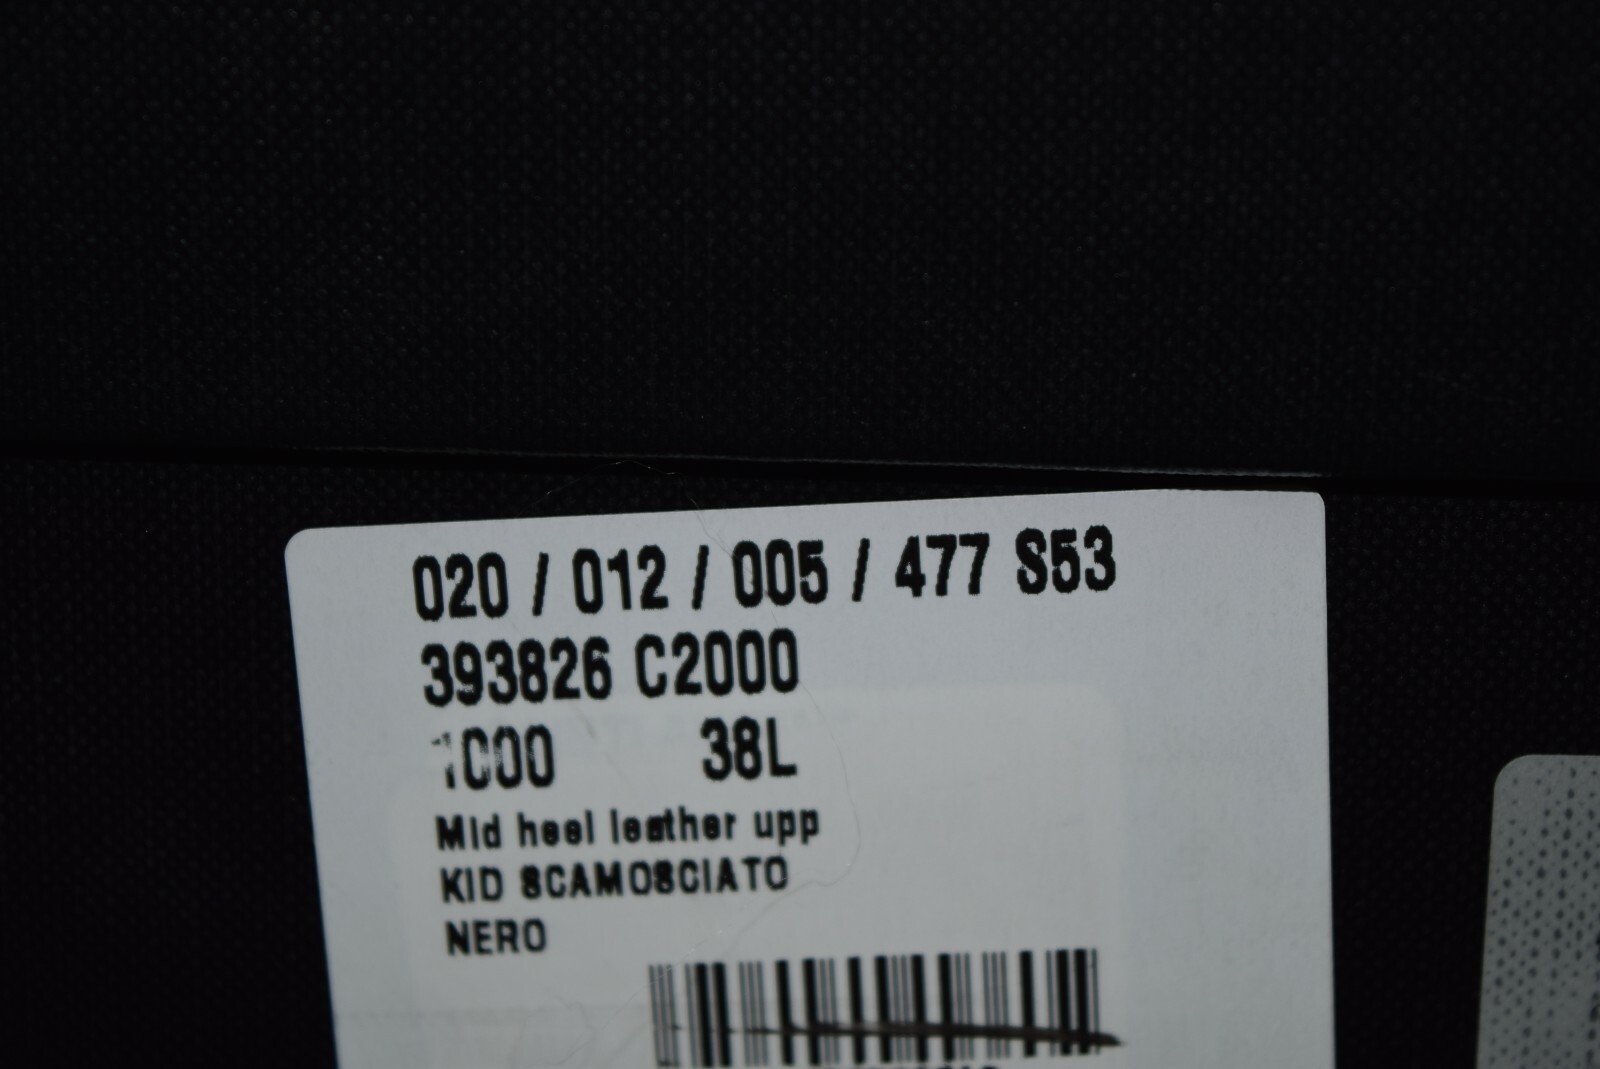 020 / 012 / 005 / 477 S53
393826 C2000
1000 38L
Mid heel leather upp
KID SCAMOSCIATO
NERO